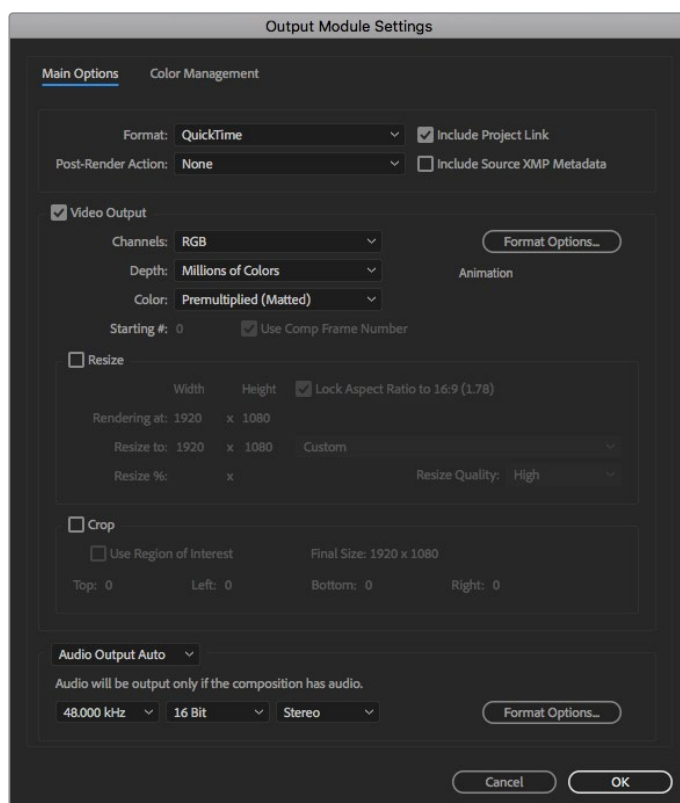 Output Module Settings
Main Options Color Management
Format: QuickTime Include Project Link
Post-Render Action: None Include Source XMP Metadata
Video Output
Channels: RGB Format Options...
Depth: Millions of Colors Animation
Color: Premultiplied (Matted)
Starting #: 0 Use Comp Frame Number
Resize
Width Height Lock Aspect Ratio to 16:9 (1.78)
Rendering at: 1920 x 1080
Resize to: 1920 x 1080 Custom
Resize %: x Resize Quality: High
Crop
Use Region of Interest Final Size: 1920 x 1080
Top: 0 Left: 0 Bottom: 0 Right: 0
Audio Output Auto
Audio will be output only if the composition has audio.
48.000 kHz 16 Bit Stereo Format Options...
Cancel OK